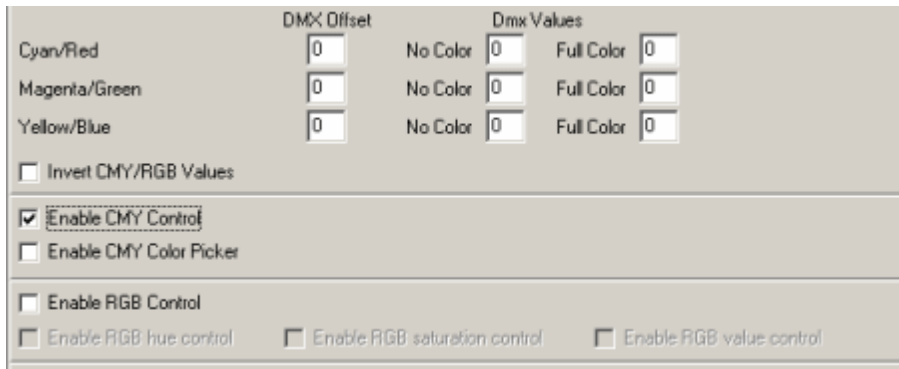 DMX Offset Dmx Values
Cyan/Red 0 No Color 0 Full Color 0
Magenta/Green 0 No Color 0 Full Color 0
Yellow/Blue 0 No Color 0 Full Color 0
Invert CMY/RGB Values
Enable CMY Control
Enable CMY Color Picker
Enable RGB Control
Enable RGB hue control Enable RGB saturation control Enable RGB value control